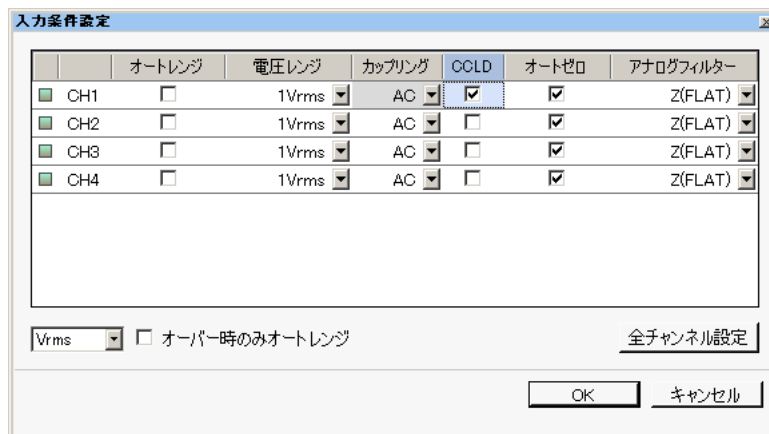 入力条件設定
オートレンジ 電圧レンジ カップリング CCLD オートゼロ アナログフィルター
CH1 1Vrms AC Z(FLAT)
CH2 1Vrms AC Z(FLAT)
CH3 1Vrms AC Z(FLAT)
CH4 1Vrms AC Z(FLAT)
Vrms オーバー時のみオートレンジ 全チャンネル設定
OK キャンセル